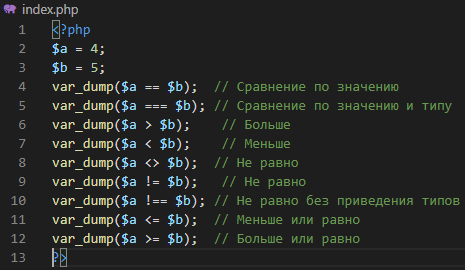 index.php
1 <?php
2 $a = 4;
3 $b = 5;
4 var_dump($a == $b);  // Сравнение по значению
5 var_dump($a === $b); // Сравнение по значению и типу
6 var_dump($a > $b);    // Больше
7 var_dump($a < $b);    // Меньше
8 var_dump($a <> $b);  // Не равно
9 var_dump($a != $b);   // Не равно
10 var_dump($a !== $b); // Не равно без приведения типов
11 var_dump($a <= $b);  // Меньше или равно
12 var_dump($a >= $b);  // Больше или равно
13 ?>